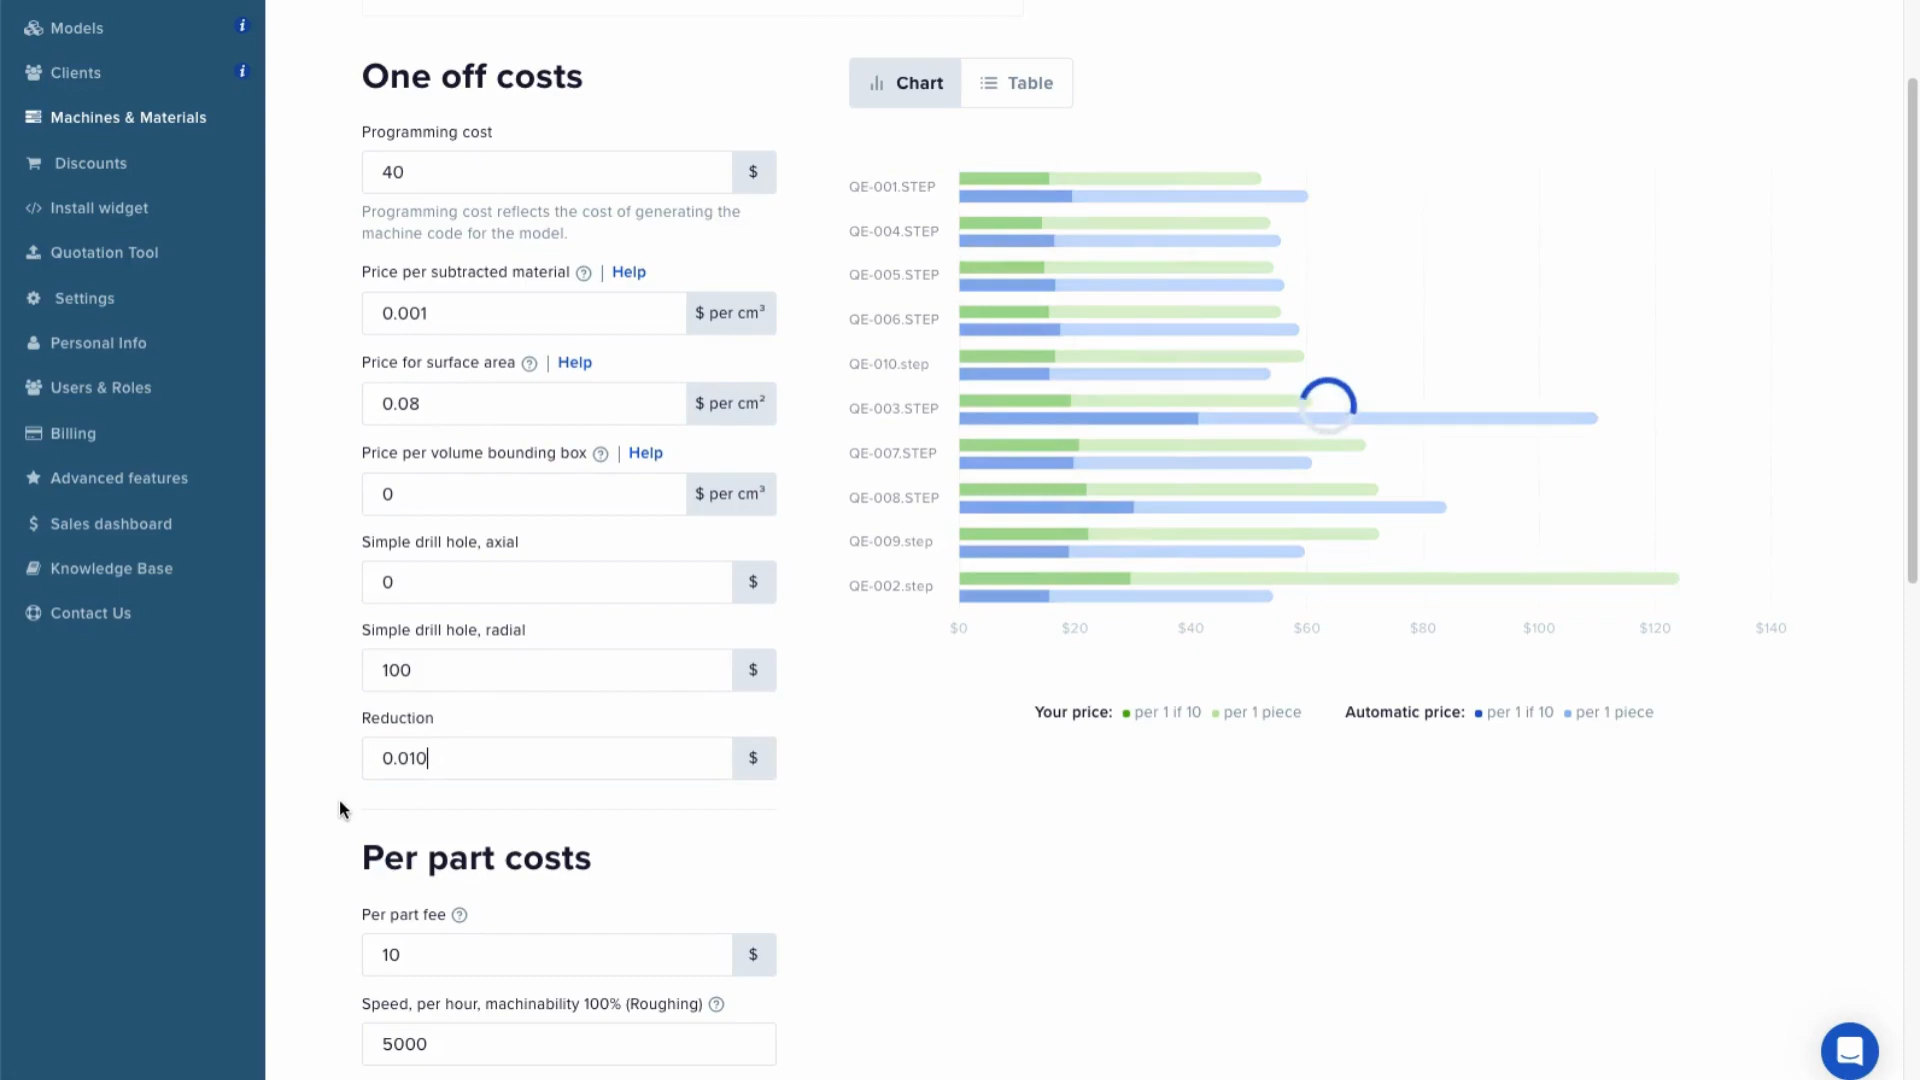 Models
Clients
Machines & Materials
Discounts
Install widget
Quotation Tool
Settings
Personal Info
Users & Roles
Billing
Advanced features
Sales dashboard
Knowledge Base
Contact Us
One off costs
Programming cost
40 $
Programming cost reflects the cost of generating the
machine code for the model.
Price per subtracted material ? | Help
0.001 $ per cm³
Price for surface area ? | Help
0.08 $ per cm²
Price per volume bounding box ? | Help
0 $ per cm³
Simple drill hole, axial
0 $
Simple drill hole, radial
100 $
Reduction
0.010 $
Per part costs
Per part fee ?
10 $
Speed, per hour, machinability 100% (Roughing) ?
5000
Chart Table
QE-001.STEP
QE-004.STEP
QE-005.STEP
QE-006.STEP
QE-010.step
QE-003.STEP
QE-007.STEP
QE-008.STEP
QE-009.step
QE-002.step
$0 $20 $40 $60 $80 $100 $120 $140
Your price: per 1 if 10 per 1 piece Automatic price: per 1 if 10 per 1 piece